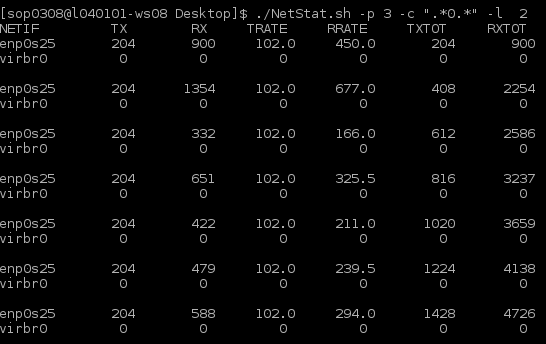 [sop0308@l040101-ws08 Desktop]$ ./NetStat.sh -p 3 -c ".*0.*" -l  2
NETIF TX RX TRATE RRATE TXTOT RXTOT
enp0s25 204 900 102.0 450.0 204 900
virbr0 0 0 0 0 0 0
enp0s25 204 1354 102.0 677.0 408 2254
virbr0 0 0 0 0 0 0
enp0s25 204 332 102.0 166.0 612 2586
virbr0 0 0 0 0 0 0
enp0s25 204 651 102.0 325.5 816 3237
virbr0 0 0 0 0 0 0
enp0s25 204 422 102.0 211.0 1020 3659
virbr0 0 0 0 0 0 0
enp0s25 204 479 102.0 239.5 1224 4138
virbr0 0 0 0 0 0 0
enp0s25 204 588 102.0 294.0 1428 4726
virbr0 0 0 0 0 0 0